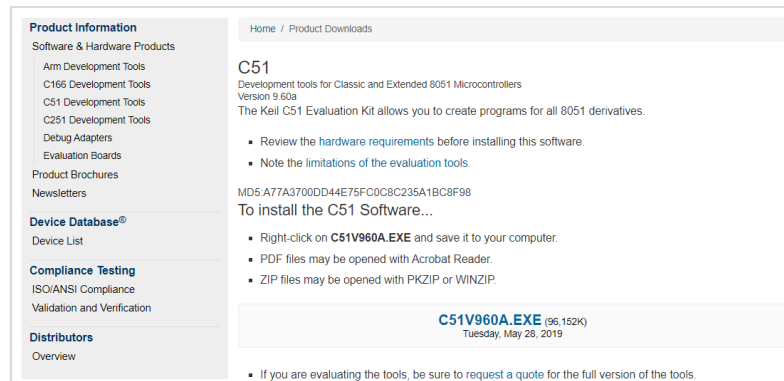 Product Information
Software & Hardware Products
Arm Development Tools
C166 Development Tools
C51 Development Tools
C251 Development Tools
Debug Adapters
Evaluation Boards
Product Brochures
Newsletters
Device Database®
Device List
Compliance Testing
ISO/ANSI Compliance
Validation and Verification
Distributors
Overview
Home / Product Downloads
C51
Development tools for Classic and Extended 8051 Microcontrollers
Version 9.60a
The Keil C51 Evaluation Kit allows you to create programs for all 8051 derivatives.
▪ Review the hardware requirements before installing this software.
▪ Note the limitations of the evaluation tools.
MD5:A77A3700DD44E75FC0C8C235A1BC8F98
To install the C51 Software...
▪ Right-click on C51V960A.EXE and save it to your computer.
▪ PDF files may be opened with Acrobat Reader.
▪ ZIP files may be opened with PKZIP or WINZIP.
C51V960A.EXE (96,152K)
Tuesday, May 28, 2019
▪ If you are evaluating the tools, be sure to request a quote for the full version of the tools.